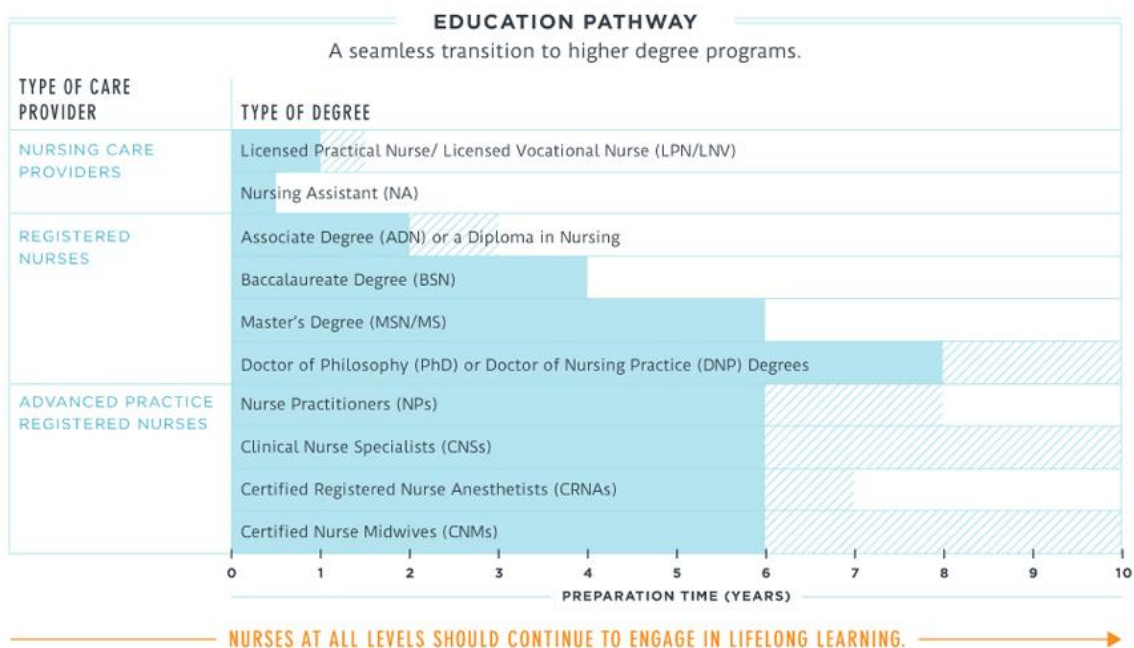 EDUCATION PATHWAY
A seamless transition to higher degree programs.
TYPE OF CARE
PROVIDER
TYPE OF DEGREE
NURSING CARE
PROVIDERS
Licensed Practical Nurse/ Licensed Vocational Nurse (LPN/LNV)
Nursing Assistant (NA)
REGISTERED
NURSES
Associate Degree (ADN) or a Diploma in Nursing
Baccalaureate Degree (BSN)
Master's Degree (MSN/MS)
Doctor of Philosophy (PhD) or Doctor of Nursing Practice (DNP) Degrees
ADVANCED PRACTICE
REGISTERED NURSES
Nurse Practitioners (NPs)
Clinical Nurse Specialists (CNSs)
Certified Registered Nurse Anesthetists (CRNAs)
Certified Nurse Midwives (CNMs)
0 1 2 3 4 5 6 7 8 9 10
PREPARATION TIME (YEARS)
NURSES AT ALL LEVELS SHOULD CONTINUE TO ENGAGE IN LIFELONG LEARNING.